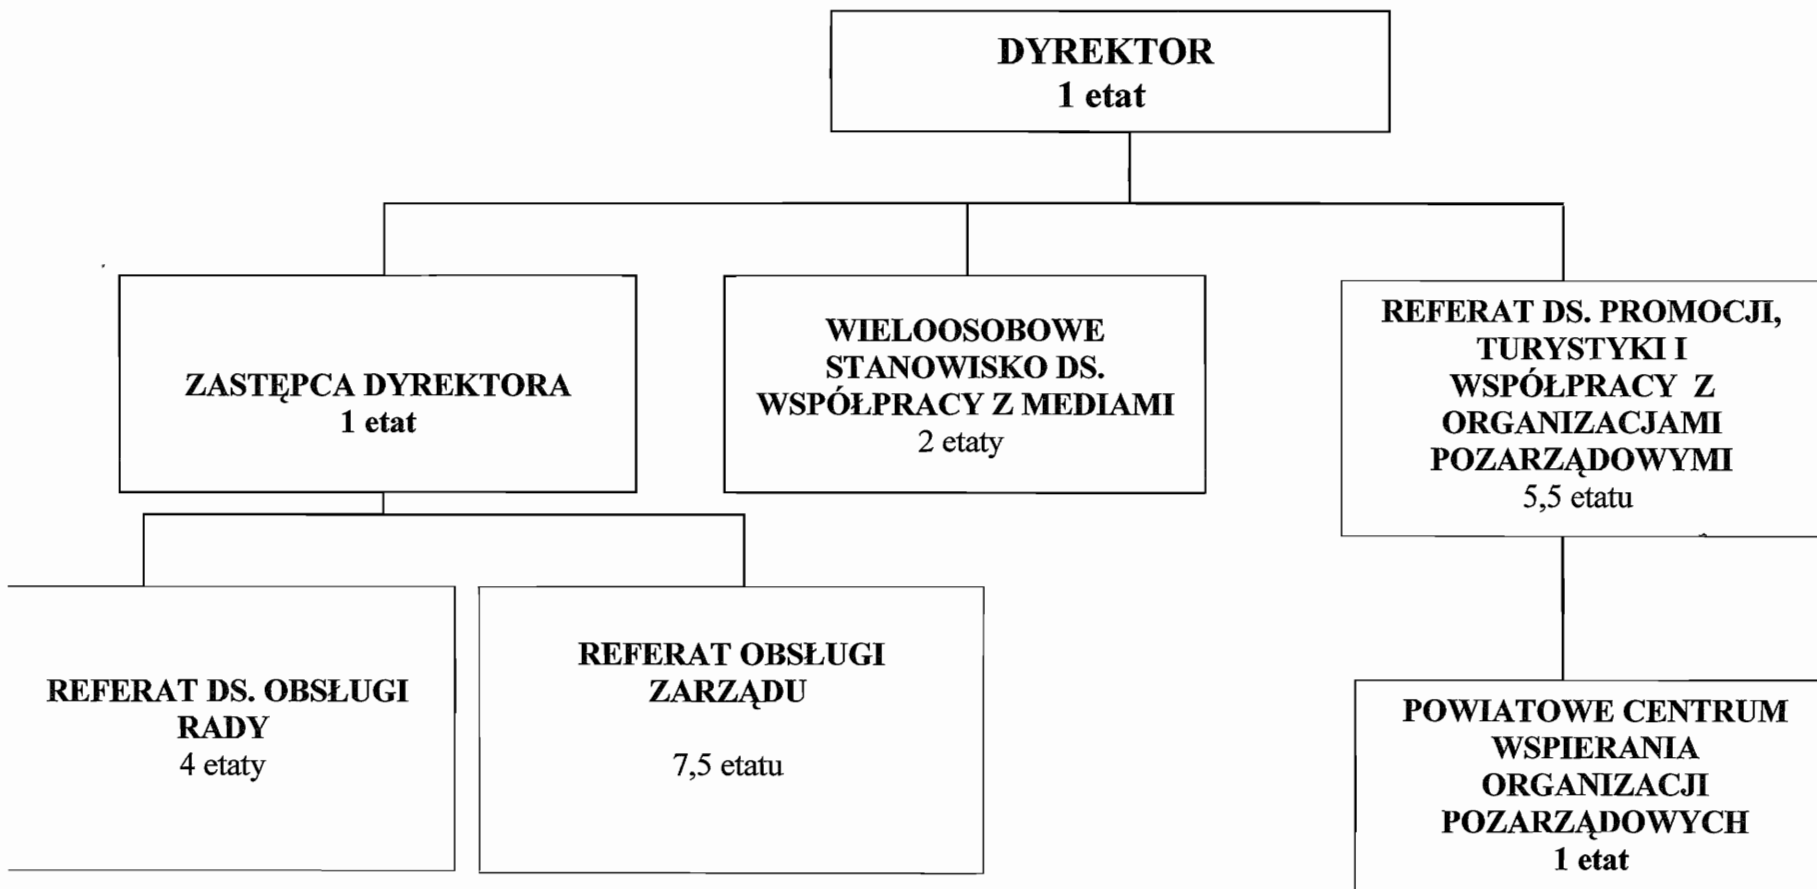 DYREKTOR
1 etat
ZASTĘPCA DYREKTORA
1 etat
WIELOOSOBOWE
STANOWISKO DS.
WSPÓŁPRACY Z MEDIAMI
2 etaty
REFERAT DS. PROMOCJI,
TURYSTYKI I
WSPÓŁPRACY Z
ORGANIZACJAMI
POZARZĄDOWYMI
5,5 etatu
REFERAT DS. OBSŁUGI
RADY
4 etaty
REFERAT OBSŁUGI
ZARZĄDU
7,5 etatu
POWIATOWE CENTRUM
WSPIERANIA
ORGANIZACJI
POZARZĄDOWYCH
1 etat